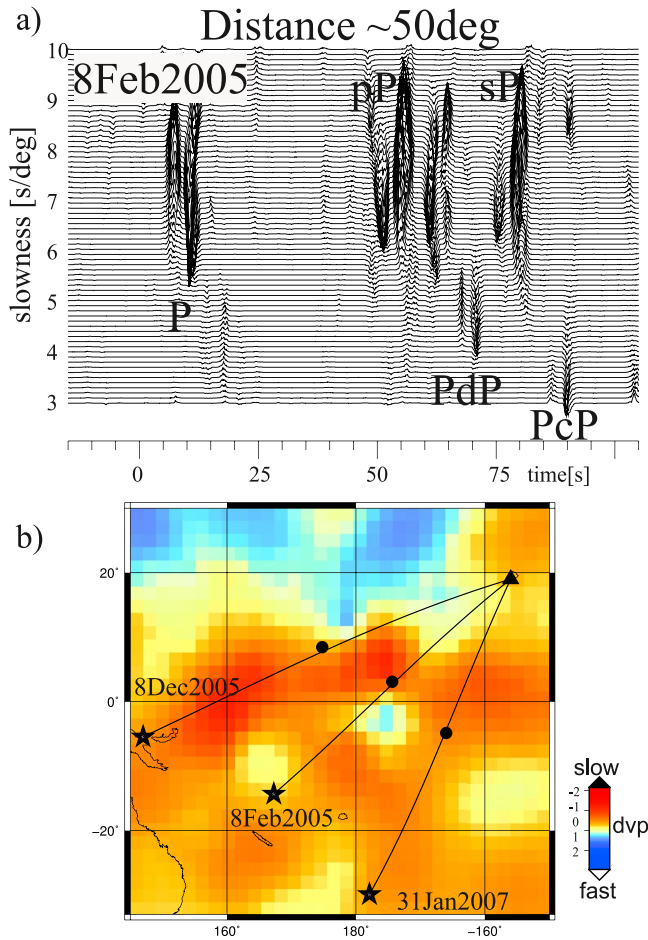 a)
Distance ~50deg
8Feb2005
pP
sP
10
9
8
7
6
5
4
3
slowness [s/deg]
P
PdP
PcP
0
25
50
75
time[s]
b)
20°
0°
−20°
8Dec2005
8Feb2005
31Jan2007
160°
180°
−160°
slow
-2
-1
0
1
2
dvp
fast